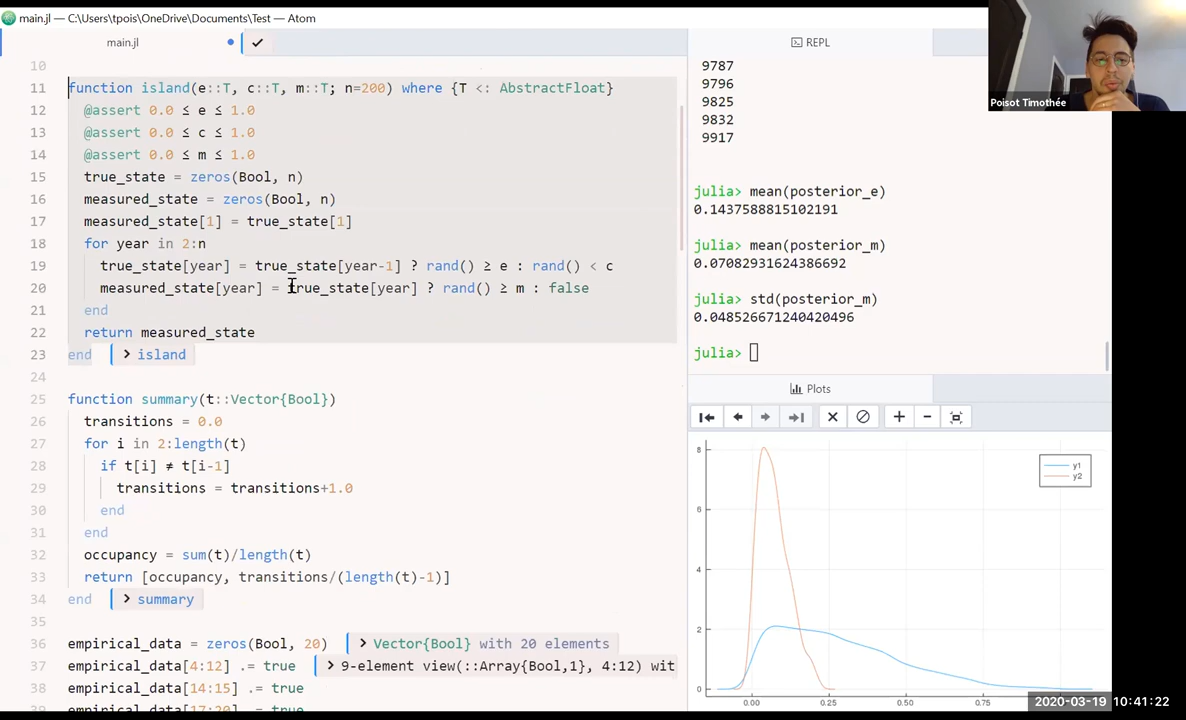 main.jl — C:\Users\tpois\OneDrive\Documents\Test — Atom
main.jl
REPL
10
11 function island(e::T, c::T, m::T; n=200) where {T <: AbstractFloat}
12 @assert 0.0 ≤ e ≤ 1.0
13 @assert 0.0 ≤ c ≤ 1.0
14 @assert 0.0 ≤ m ≤ 1.0
15 true_state = zeros(Bool, n)
16 measured_state = zeros(Bool, n)
17 measured_state[1] = true_state[1]
18 for year in 2:n
19 true_state[year] = true_state[year-1] ? rand() ≥ e : rand() < c
20 measured_state[year] = true_state[year] ? rand() ≥ m : false
21 end
22 return measured_state
23 end > island
24
25 function summary(t::Vector{Bool})
26 transitions = 0.0
27 for i in 2:length(t)
28 if t[i] ≠ t[i-1]
29 transitions = transitions+1.0
30 end
31 end
32 occupancy = sum(t)/length(t)
33 return [occupancy, transitions/(length(t)-1)]
34 end > summary
35
36 empirical_data = zeros(Bool, 20) > Vector{Bool} with 20 elements
37 empirical_data[4:12] .= true > 9-element view(::Array{Bool,1}, 4:12) wit
38 empirical_data[14:15] .= true
39 empirical_data[17:20] .= true
9787
9796
9825
9832
9917
julia> mean(posterior_e)
0.1437588815102191
julia> mean(posterior_m)
0.07082931624386692
julia> std(posterior_m)
0.048526671240420496
julia>
Plots
8
6
4
2
0
0.00 0.25 0.50 0.75
y1
y2
Poisot Timothée
2020-03-19 10:41:22